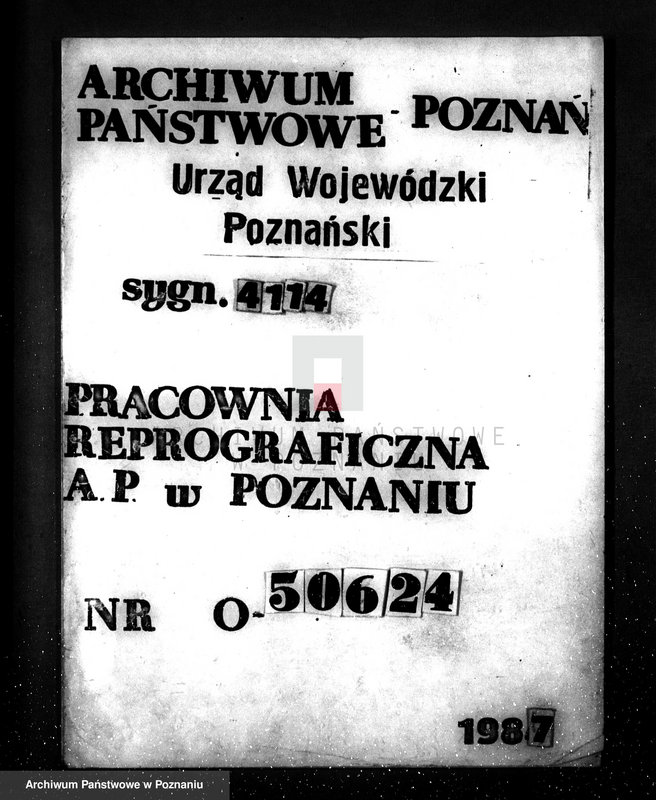 ARCHIWUM
PAŃSTWOWE - POZNAŃ
Urząd Wojewódzki
Poznański
sygn. 4114
PRACOWNIA
REPROGRAFICZNA
A.P. w POZNANIU
NR O-50624
1987
Archiwum Państwowe w Poznaniu